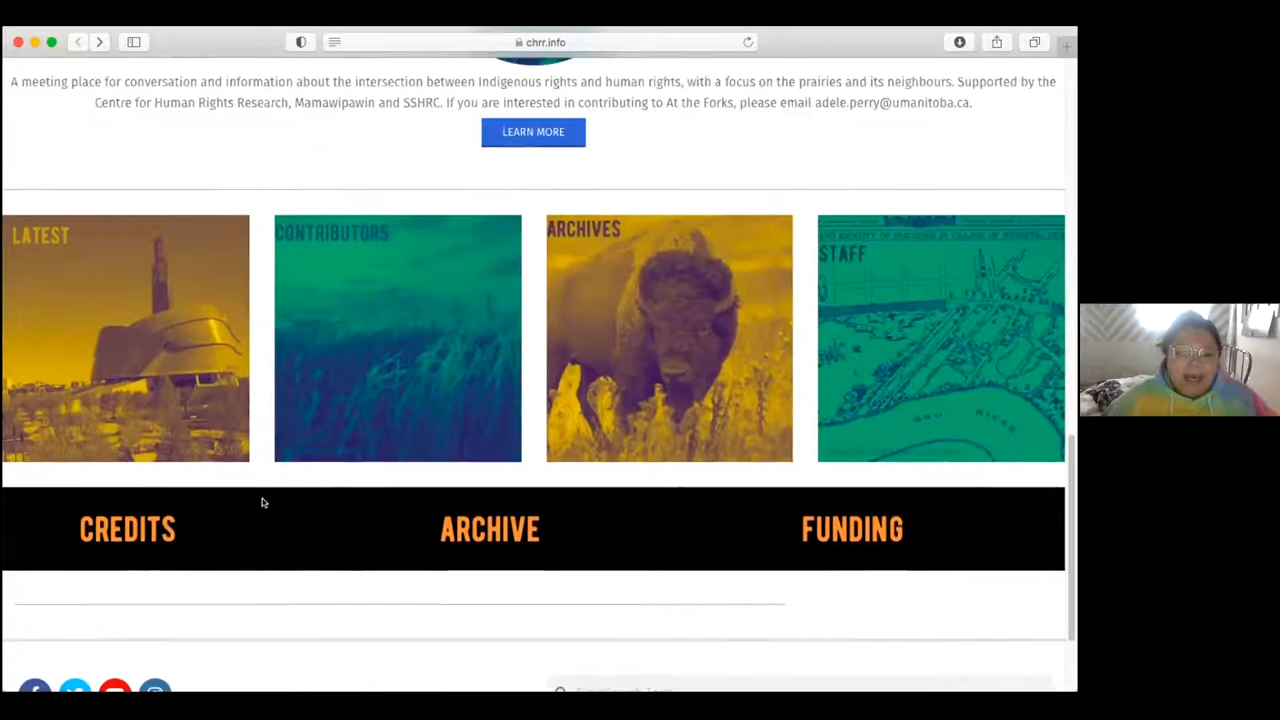 chrr.info
A meeting place for conversation and information about the intersection between Indigenous rights and human rights, with a focus on the prairies and its neighbours. Supported by the
Centre for Human Rights Research, Mamawipawin and SSHRC. If you are interested in contributing to At the Forks, please email adele.perry@umanitoba.ca.
LEARN MORE
LATEST
CONTRIBUTORS
ARCHIVES
STAFF
RED RIVER
CREDITS
ARCHIVE
FUNDING